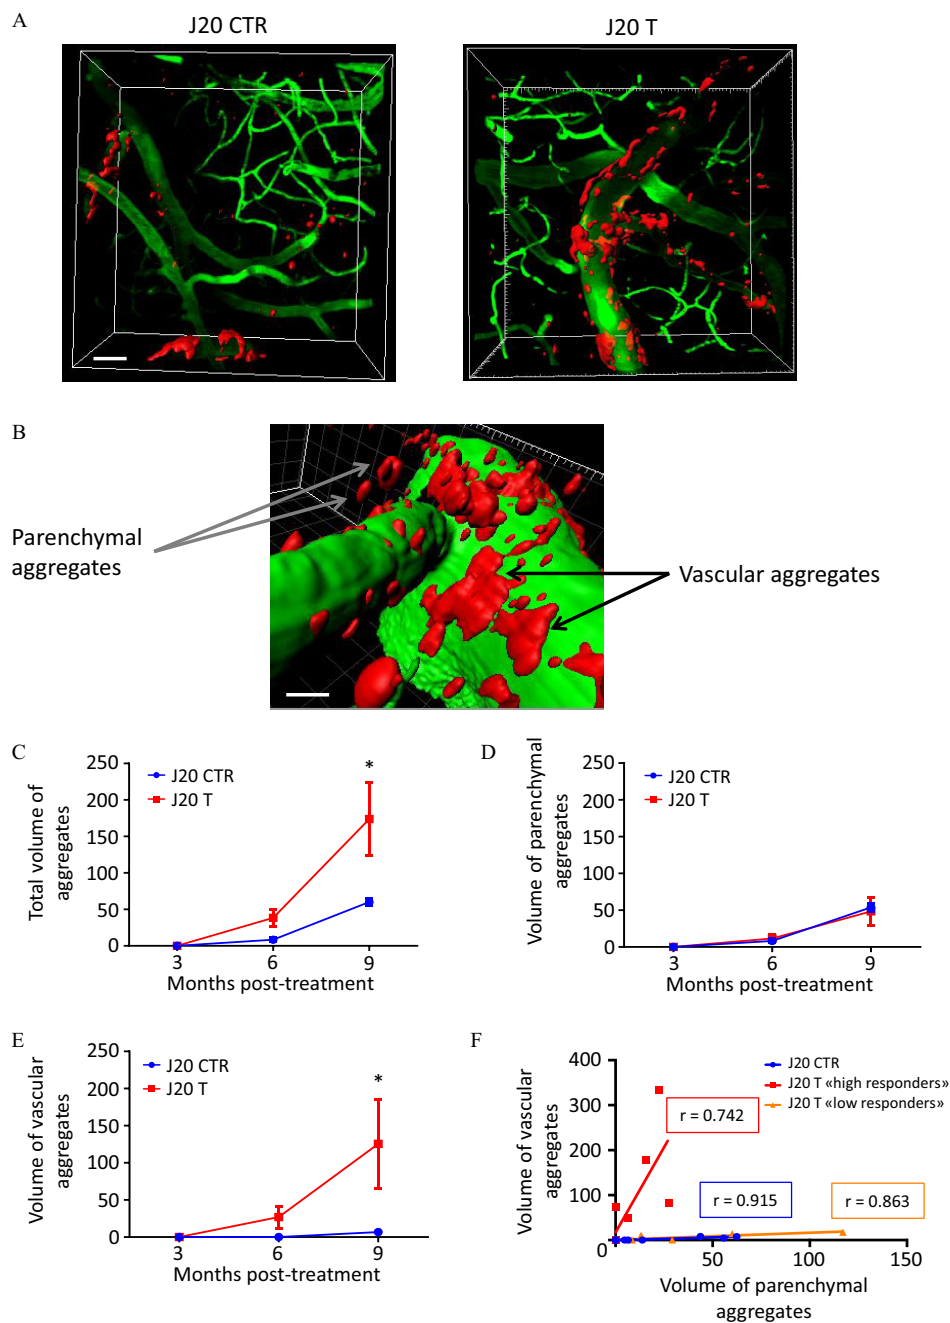 A
J20 CTR
J20 T
B
Parenchymal
aggregates
Vascular aggregates
C
Total volume of
aggregates
250
200
150
100
50
0
J20 CTR
J20 T
*
3
6
9
Months post-treatment
D
Volume of parenchymal
aggregates
250
200
150
100
50
0
J20 CTR
J20 T
3
6
9
Months post-treatment
E
Volume of vascular
aggregates
250
200
150
100
50
0
J20 CTR
J20 T
*
3
6
9
Months post-treatment
F
Volume of vascular
aggregates
400
300
200
100
0
J20 CTR
J20 T «high responders»
J20 T «low responders»
r = 0.742
r = 0.915
r = 0.863
50
100
150
Volume of parenchymal
aggregates